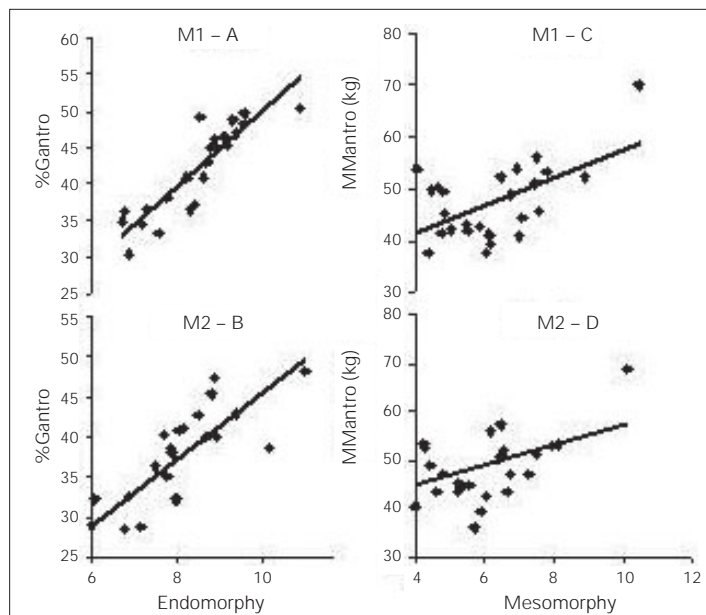 M1 – A
%Gantro
60
55
50
45
40
35
30
25
M1 – C
MMantro (kg)
80
70
60
50
40
30
M2 – B
%Gantro
55
50
45
40
35
30
25
6 8 10
Endomorphy
M2 – D
MMantro (kg)
80
70
60
50
40
30
4 6 8 10 12
Mesomorphy